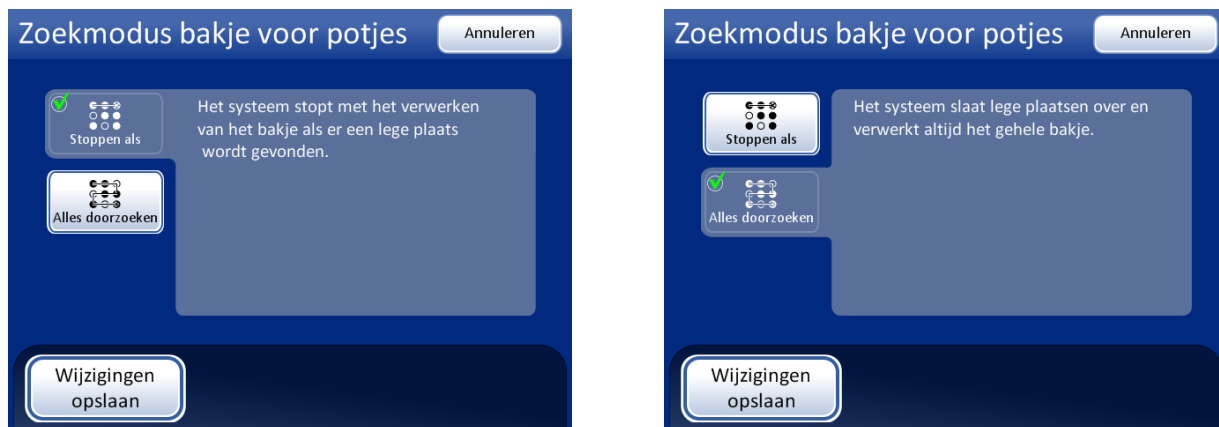 Zoekmodus bakje voor potjes
Annuleren
Stoppen als
Het systeem stopt met het verwerken
van het bakje als er een lege plaats
wordt gevonden.
Alles doorzoeken
Wijzigingen
opslaan
Zoekmodus bakje voor potjes
Annuleren
Stoppen als
Het systeem slaat lege plaatsen over en
verwerkt altijd het gehele bakje.
Alles doorzoeken
Wijzigingen
opslaan